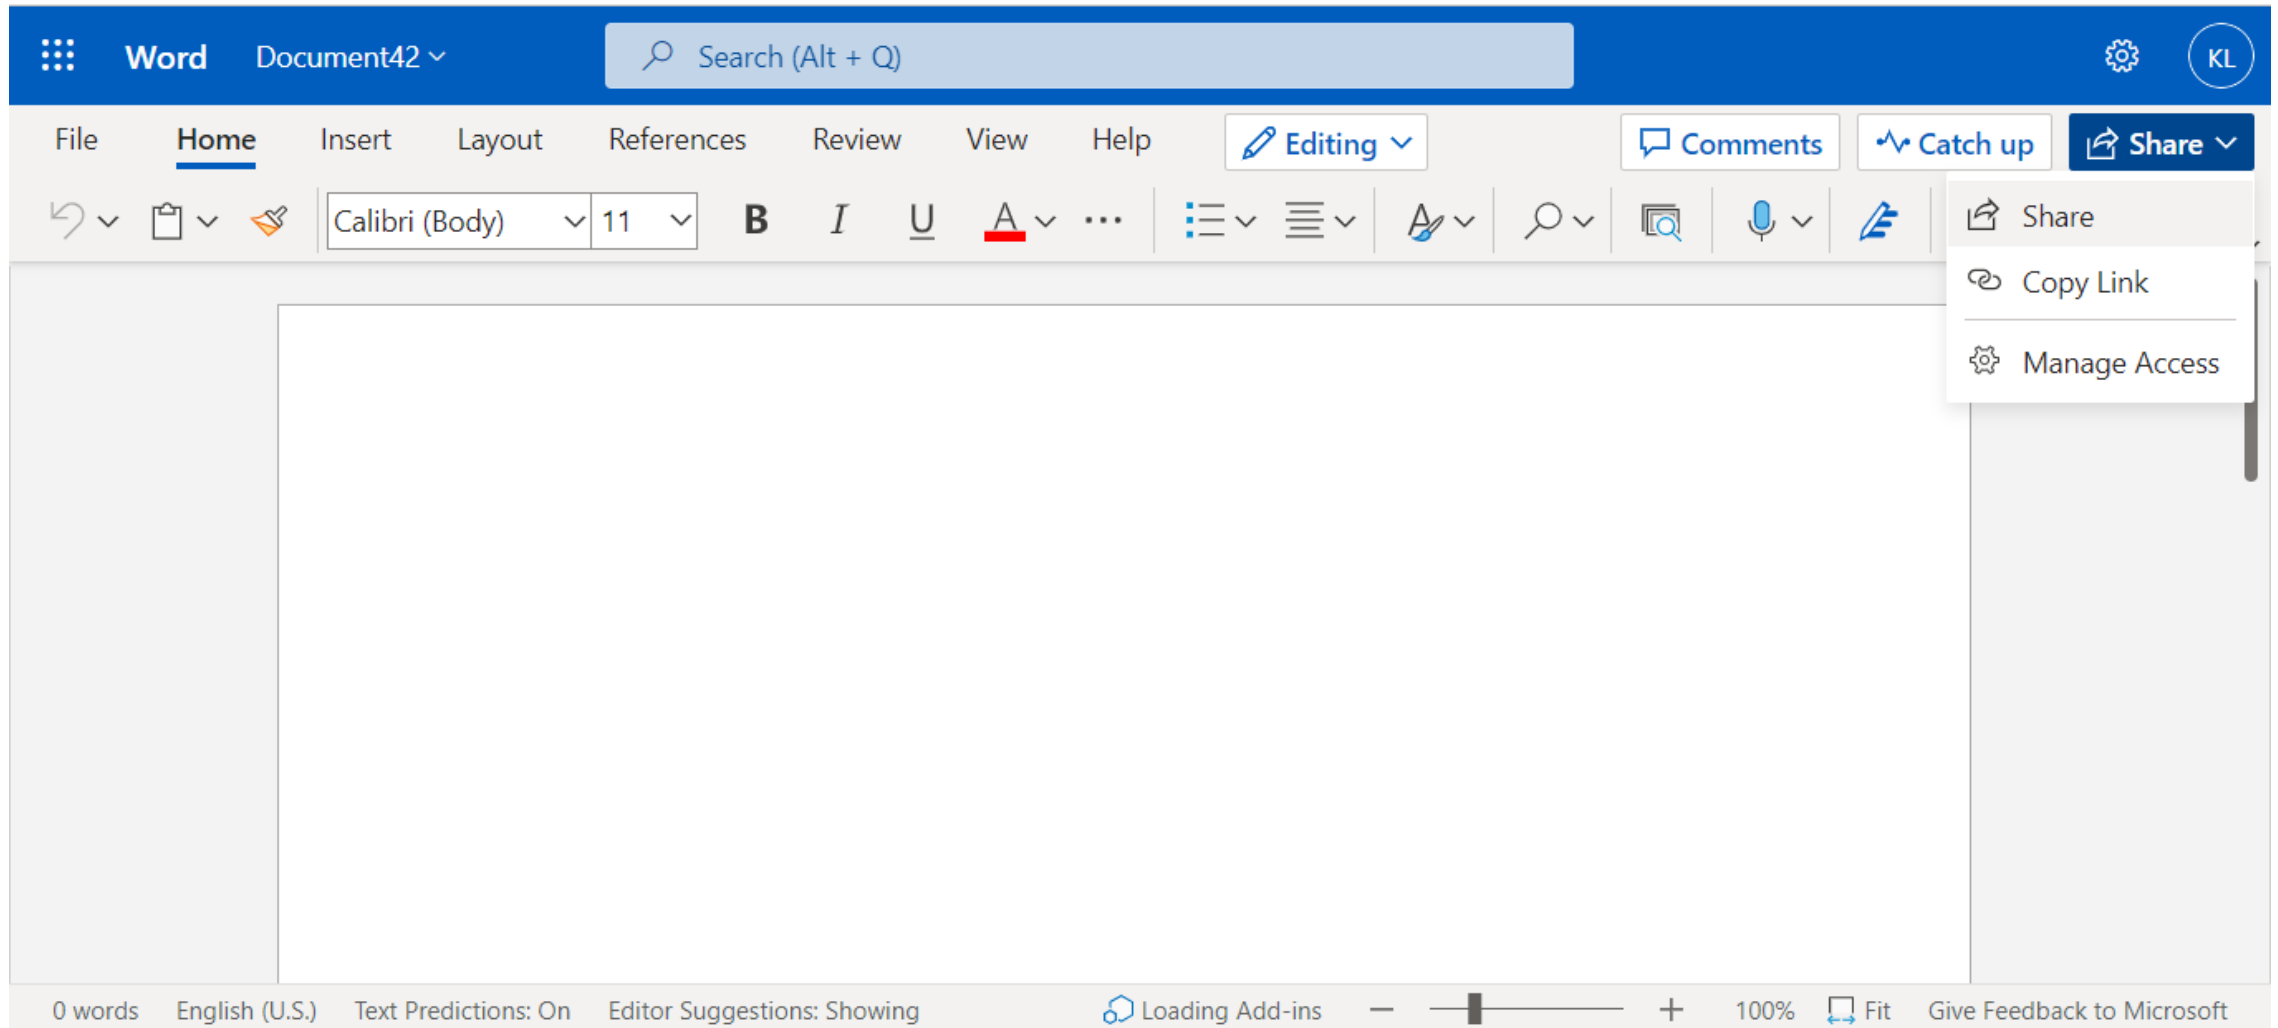 Word Document42 Search (Alt + Q) KL
File Home Insert Layout References Review View Help Editing Comments Catch up Share
Calibri (Body) 11 B I U A A
Share
Copy Link
Manage Access
0 words English (U.S.) Text Predictions: On Editor Suggestions: Showing Loading Add-ins 100% Fit Give Feedback to Microsoft